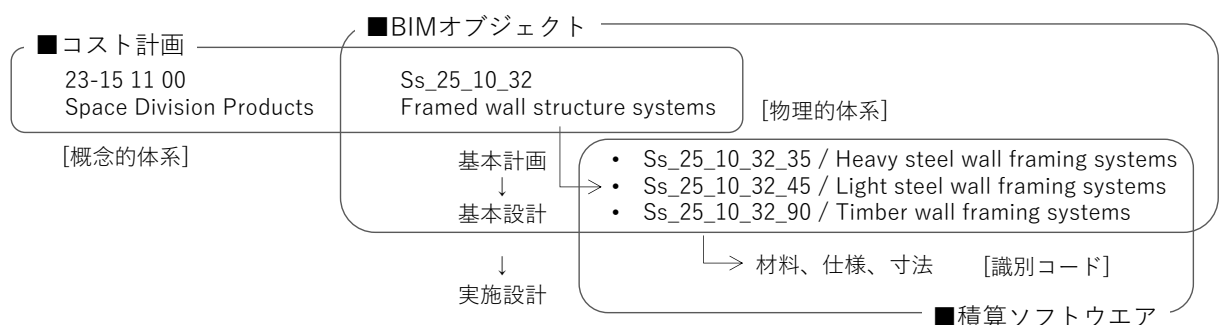 ■BIMオブジェクト
■コスト計画
23-15 11 00
Space Division Products
Ss_25_10_32
Framed wall structure systems
[物理的体系]
[概念的体系]
基本計画
↓
基本設計
↓
実施設計
• Ss_25_10_32_35 / Heavy steel wall framing systems
• Ss_25_10_32_45 / Light steel wall framing systems
• Ss_25_10_32_90 / Timber wall framing systems
材料、仕様、寸法 [識別コード]
■積算ソフトウエア